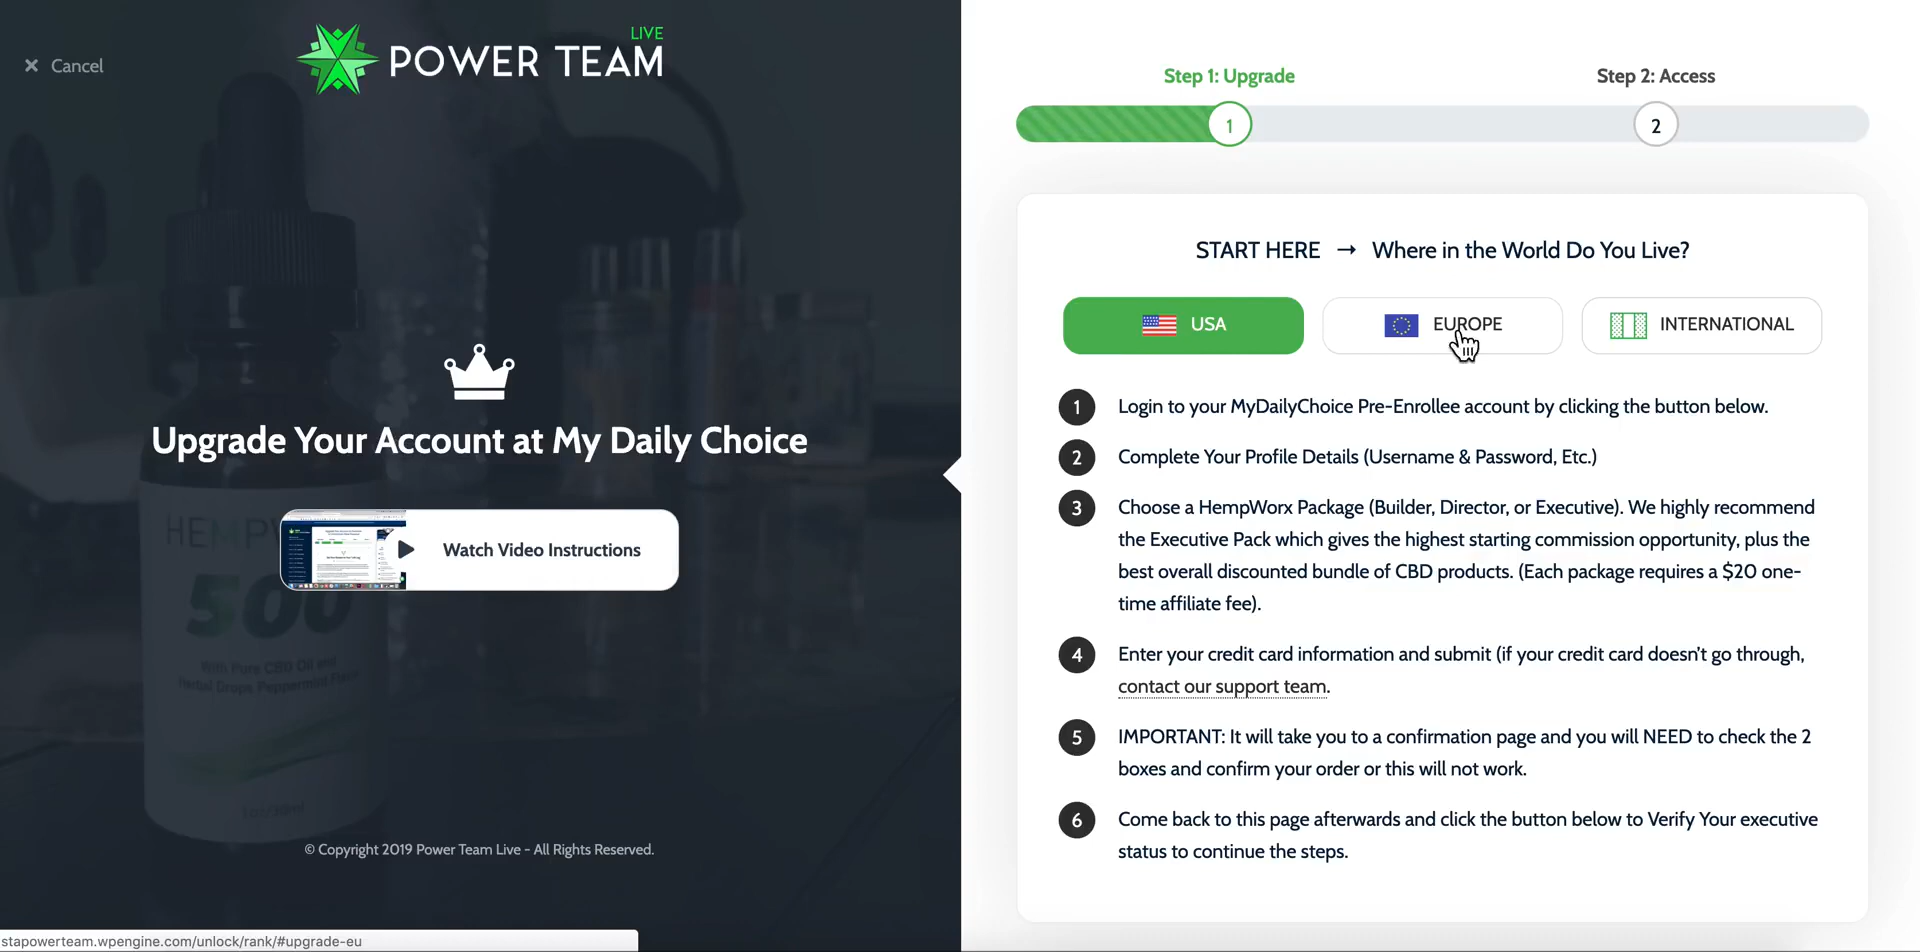 × Cancel
LIVE
POWER TEAM
Upgrade Your Account at My Daily Choice
Watch Video Instructions
500
With Pure CBD Oil and
Herbal Drops Peppermint
© Copyright 2019 Power Team Live - All Rights Reserved.
stapowerteam.wpengine.com/unlock/rank/#upgrade-eu
Step 1: Upgrade
Step 2: Access
1
2
START HERE → Where in the World Do You Live?
USA
EUROPE
INTERNATIONAL
1 Login to your MyDailyChoice Pre-Enrollee account by clicking the button below.
2 Complete Your Profile Details (Username & Password, Etc.)
3 Choose a HempWorx Package (Builder, Director, or Executive). We highly recommend
the Executive Pack which gives the highest starting commission opportunity, plus the
best overall discounted bundle of CBD products. (Each package requires a $20 one-
time affiliate fee).
4 Enter your credit card information and submit (if your credit card doesn't go through,
contact our support team.
5 IMPORTANT: It will take you to a confirmation page and you will NEED to check the 2
boxes and confirm your order or this will not work.
6 Come back to this page afterwards and click the button below to Verify Your executive
status to continue the steps.